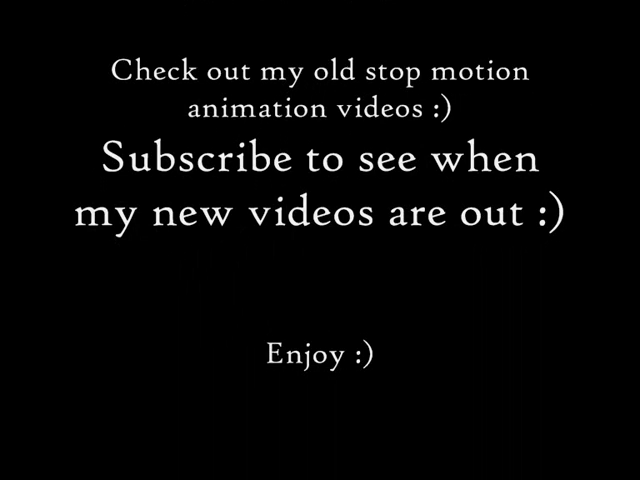 Check out my old stop motion
animation videos :)
Subscribe to see when
my new videos are out :)
Enjoy :)